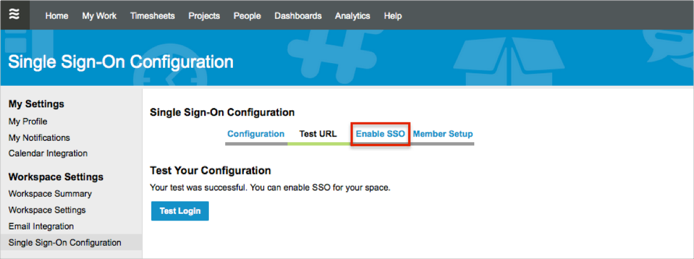 Home My Work Timesheets Projects People Dashboards Analytics Help
Single Sign-On Configuration
My Settings
My Profile
My Notifications
Calendar Integration
Workspace Settings
Workspace Summary
Workspace Settings
Email Integration
Single Sign-On Configuration
Single Sign-On Configuration
Configuration Test URL Enable SSO Member Setup
Test Your Configuration
Your test was successful. You can enable SSO for your space.
Test Login